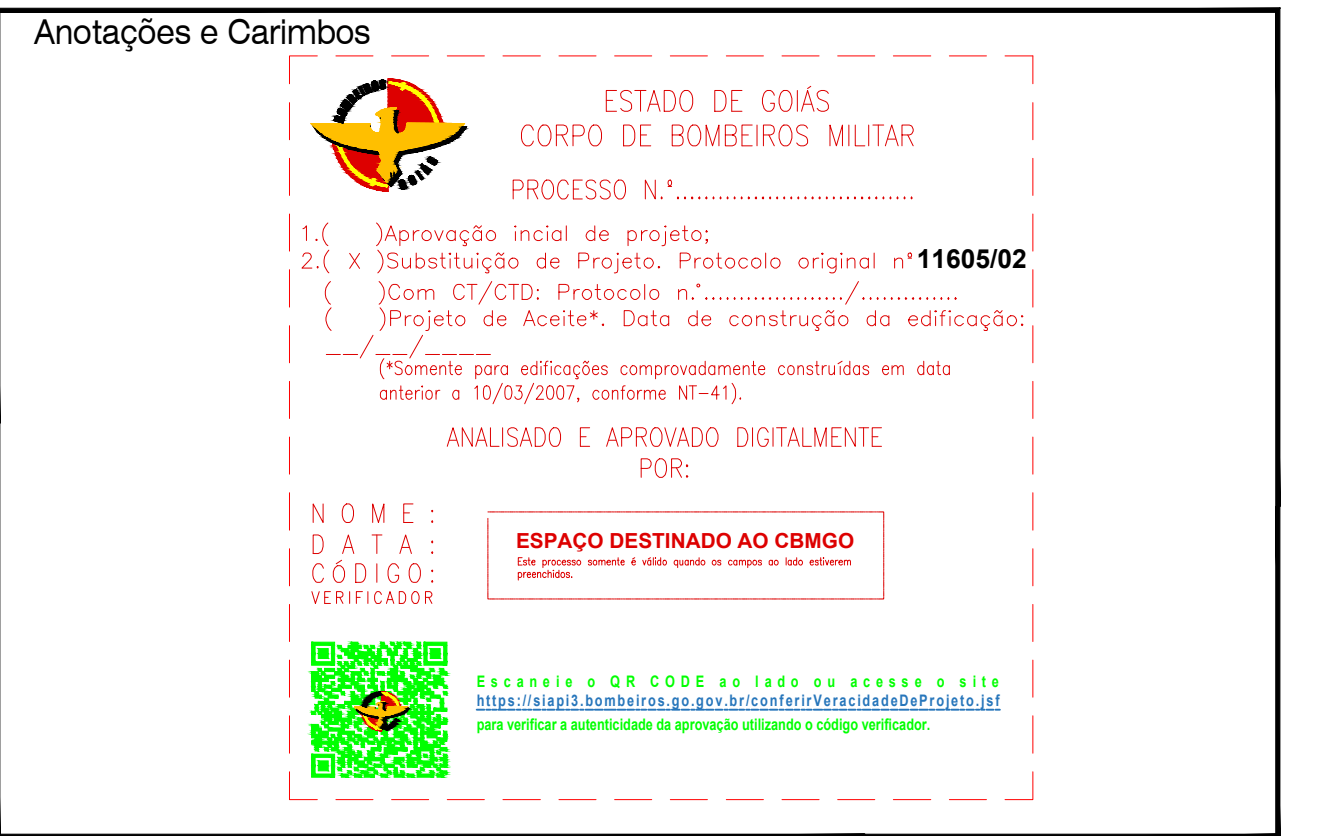 Anotações e Carimbos
BOMBEIROS
GOIÁS
ESTADO DE GOIÁS
CORPO DE BOMBEIROS MILITAR
PROCESSO N.º..................................
1.(   )Aprovação incial de projeto;
2.( X )Substituição de Projeto. Protocolo original nº11605/02
(   )Com CT/CTD: Protocolo n.º..................../..............
(   )Projeto de Aceite*. Data de construção da edificação:
__/__/____
(*Somente para edificações comprovadamente construídas em data
anterior a 10/03/2007, conforme NT-41).
ANALISADO E APROVADO DIGITALMENTE
POR:
NOME:
DATA:
CÓDIGO:
VERIFICADOR
ESPAÇO DESTINADO AO CBMGO
Este processo somente é válido quando os campos ao lado estiverem
preenchidos.
Escaneie o QR CODE ao lado ou acesse o site
https://siapi3.bombeiros.go.gov.br/conferirVeracidadeDeProjeto.jsf
para verificar a autenticidade da aprovação utilizando o código verificador.